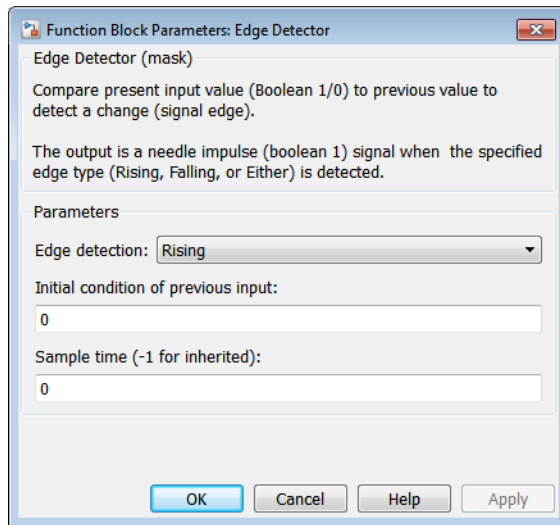 Function Block Parameters: Edge Detector
Edge Detector (mask)
Compare present input value (Boolean 1/0) to previous value to
detect a change (signal edge).
The output is a needle impulse (boolean 1) signal when the specified
edge type (Rising, Falling, or Either) is detected.
Parameters
Edge detection: Rising
Initial condition of previous input:
0
Sample time (-1 for inherited):
0
OK Cancel Help Apply